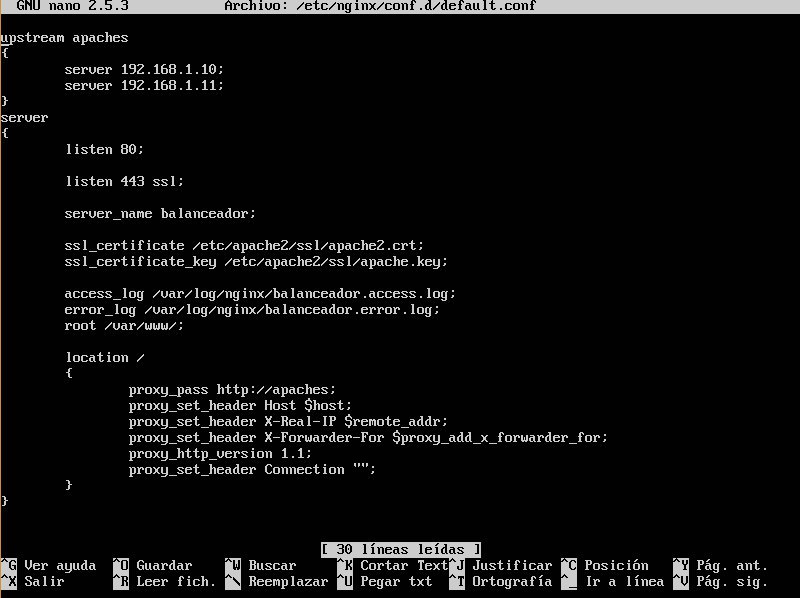 GNU nano 2.5.3 Archivo: /etc/nginx/conf.d/default.conf
upstream apaches
{
server 192.168.1.10;
server 192.168.1.11;
}
server
{
listen 80;
listen 443 ssl;
server_name balanceador;
ssl_certificate /etc/apache2/ssl/apache2.crt;
ssl_certificate_key /etc/apache2/ssl/apache.key;
access_log /var/log/nginx/balanceador.access.log;
error_log /var/log/nginx/balanceador.error.log;
root /var/www/;
location /
{
proxy_pass http://apaches;
proxy_set_header Host $host;
proxy_set_header X-Real-IP $remote_addr;
proxy_set_header X-Forwarder-For $proxy_add_x_forwarder_for;
proxy_http_version 1.1;
proxy_set_header Connection "";
}
}
[ 30 líneas leídas ]
^G Ver ayuda ^O Guardar ^W Buscar ^K Cortar Text ^J Justificar ^C Posición ^Y Pág. ant.
^X Salir ^R Leer fich. ^\ Reemplazar ^U Pegar txt ^T Ortografía ^_ Ir a línea ^V Pág. sig.